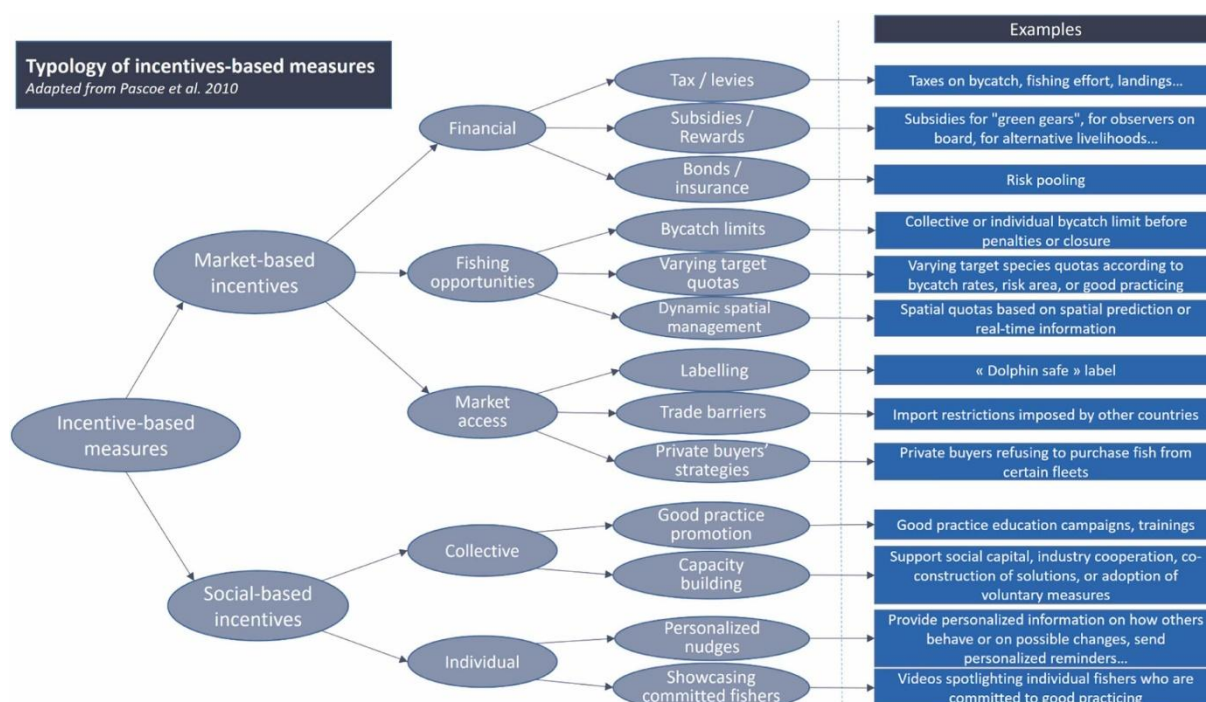 Examples
Typology of incentives-based measures
Adapted from Pascoe et al. 2010
Tax / levies
Taxes on bycatch, fishing effort, landings...
Financial
Subsidies /
Rewards
Subsidies for "green gears", for observers on
board, for alternative livelihoods...
Bonds /
insurance
Risk pooling
Market-based
incentives
Fishing
opportunities
Bycatch limits
Collective or individual bycatch limit before
penalties or closure
Varying target
quotas
Varying target species quotas according to
bycatch rates, risk area, or good practicing
Dynamic spatial
management
Spatial quotas based on spatial prediction or
real-time information
Labelling
« Dolphin safe » label
Market
access
Trade barriers
Import restrictions imposed by other countries
Incentive-based
measures
Private buyers'
strategies
Private buyers refusing to purchase fish from
certain fleets
Good practice
promotion
Good practice education campaigns, trainings
Collective
Capacity
building
Support social capital, industry cooperation, co-
construction of solutions, or adoption of
voluntary measures
Social-based
incentives
Personalized
nudges
Provide personalized information on how others
behave or on possible changes, send
personalized reminders...
Individual
Showcasing
committed fishers
Videos spotlighting individual fishers who are
committed to good practicing